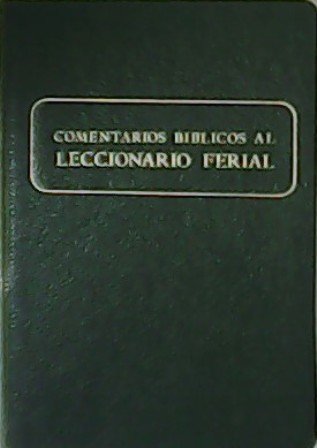 COMENTARIOS BIBLICOS AL
LECCIONARIO FERIAL